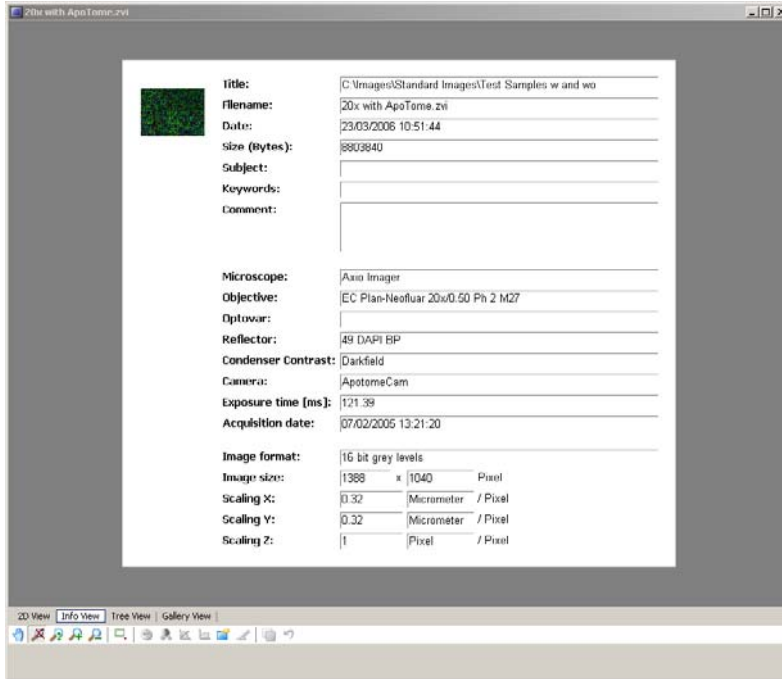 20x with ApoTome.zvi
Title: C:\Images\Standard Images\Test Samples w and wo
Filename: 20x with ApoTome.zvi
Date: 23/03/2006 10:51:44
Size (Bytes): 8803840
Subject:
Keywords:
Comment:
Microscope: Axio Imager
Objective: EC Plan-Neofluar 20x/0.50 Ph 2 M27
Optovar:
Reflector: 49 DAPI BP
Condenser Contrast: Darkfield
Camera: ApotomeCam
Exposure time [ms]: 121.39
Acquisition date: 07/02/2005 13:21:20
Image format: 16 bit grey levels
Image size: 1388 x 1040 Pixel
Scaling X: 0.32 Micrometer / Pixel
Scaling Y: 0.32 Micrometer / Pixel
Scaling Z: 1 Pixel / Pixel
2D View Info View Tree View Gallery View